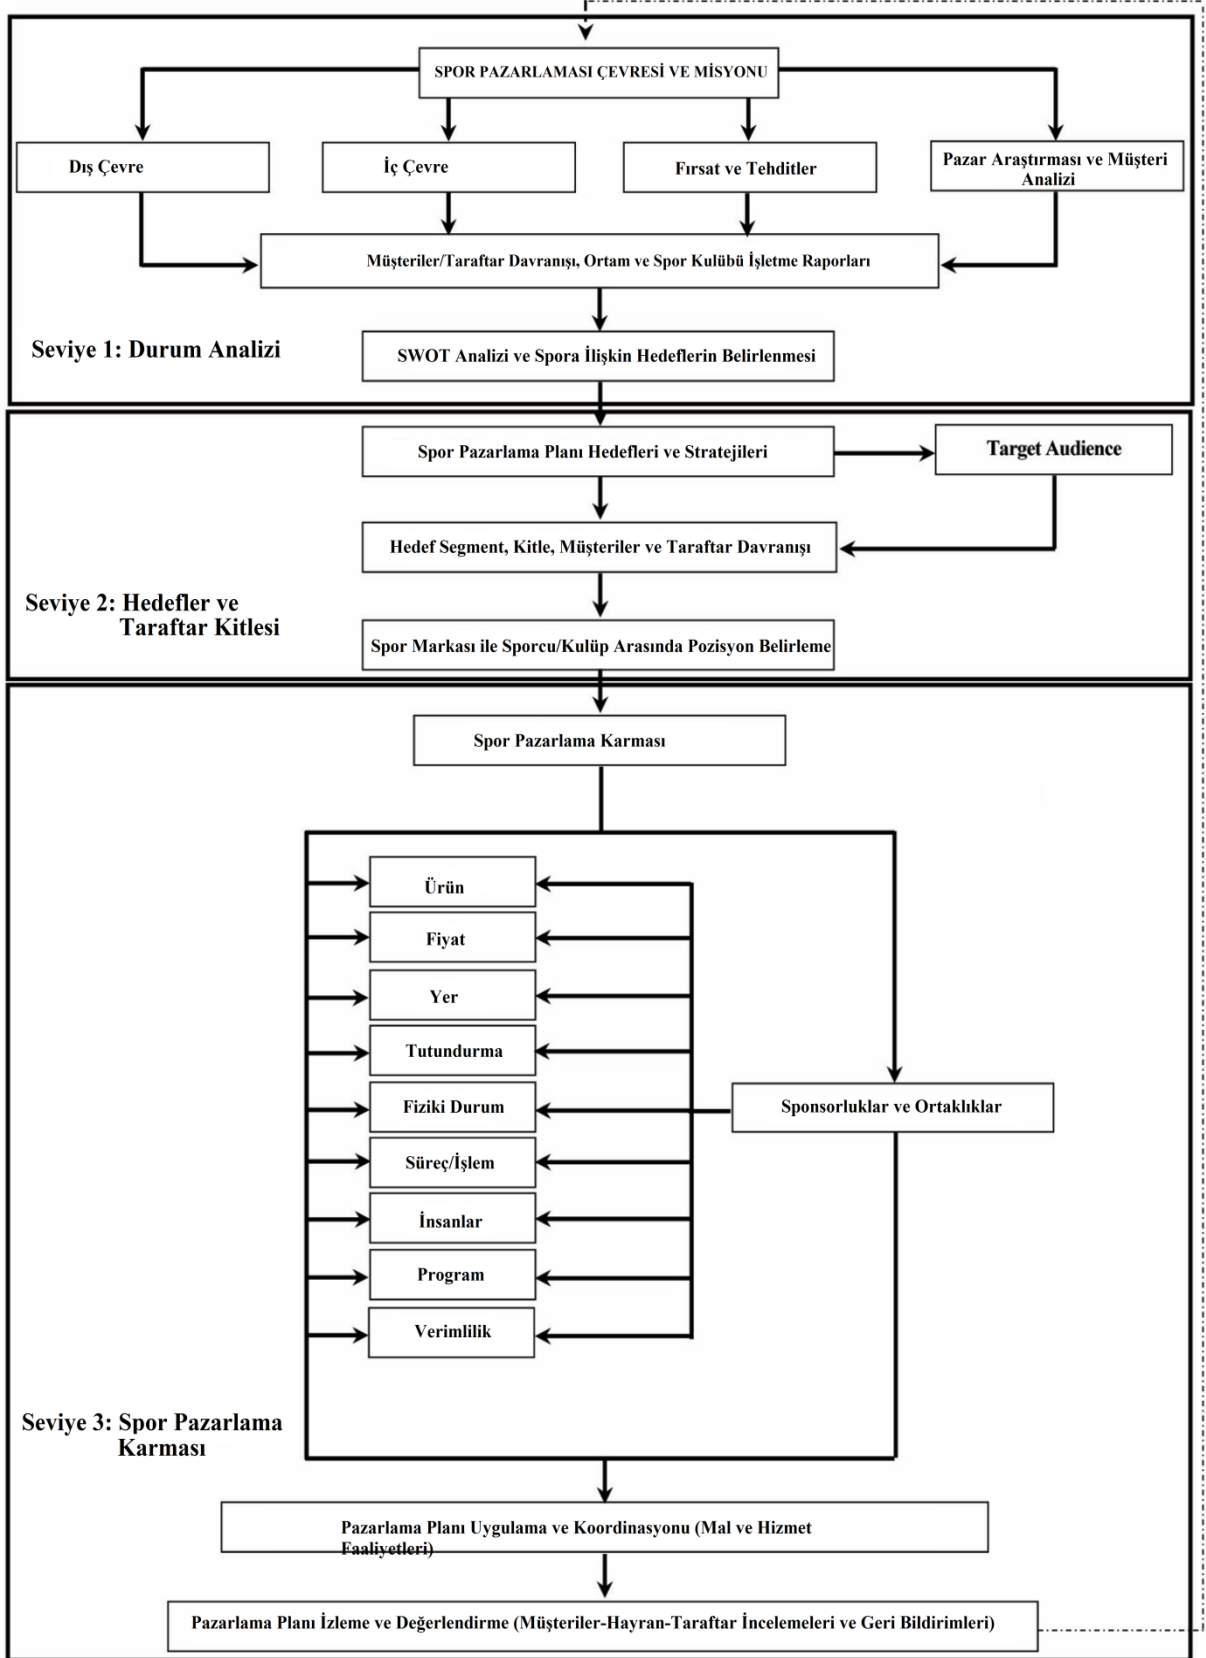 SPOR PAZARLAMASI ÇEVRESİ VE MİSYONU
Dış Çevre
İç Çevre
Fırsat ve Tehditler
Pazar Araştırması ve Müşteri
Analizi
Müşteriler/Taraftar Davranışı, Ortam ve Spor Kulübü İşletme Raporları
Seviye 1: Durum Analizi
SWOT Analizi ve Spora İlişkin Hedeflerin Belirlenmesi
Spor Pazarlama Planı Hedefleri ve Stratejileri
Target Audience
Hedef Segment, Kitle, Müşteriler ve Taraftar Davranışı
Seviye 2: Hedefler ve
Taraftar Kitlesi
Spor Markası ile Sporcu/Kulüp Arasında Pozisyon Belirleme
Spor Pazarlama Karması
Ürün
Fiyat
Yer
Tutundurma
Fiziki Durum
Süreç/İşlem
İnsanlar
Program
Verimlilik
Sponsorluklar ve Ortaklıklar
Seviye 3: Spor Pazarlama
Karması
Pazarlama Planı Uygulama ve Koordinasyonu (Mal ve Hizmet
Faaliyetleri)
Pazarlama Planı İzleme ve Değerlendirme (Müşteriler-Hayran-Taraftar İncelemeleri ve Geri Bildirimleri)